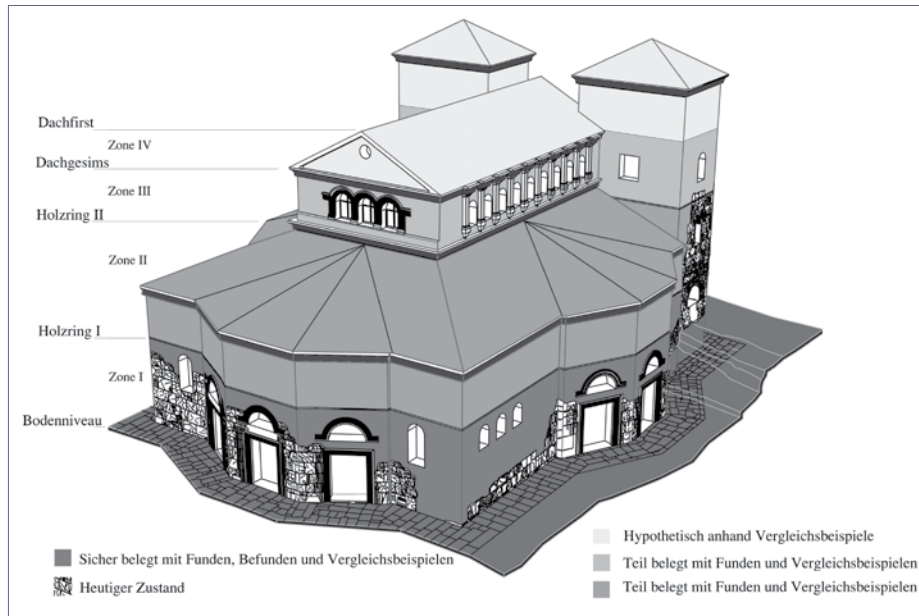 Dachfirst
Zone IV
Dachgesims
Zone III
Holzring II
Zone II
Holzring I
Zone I
Bodenniveau
Sicher belegt mit Funden, Befunden und Vergleichsbeispielen
Heutiger Zustand
Hypothetisch anhand Vergleichsbeispiele
Teil belegt mit Funden und Vergleichsbeispielen
Teil belegt mit Funden und Vergleichsbeispielen